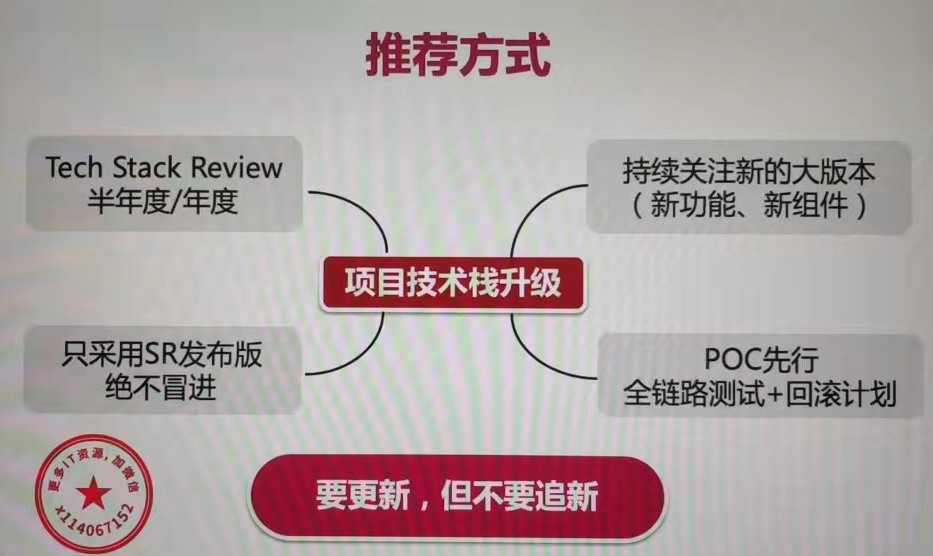 推荐方式
Tech Stack Review
半年度/年度
持续关注新的大版本
（新功能、新组件）
项目技术栈升级
只采用SR发布版
绝不冒进
POC先行
全链路测试+回滚计划
要更新，但不要追新
更多IT资源,加微信
x114067152